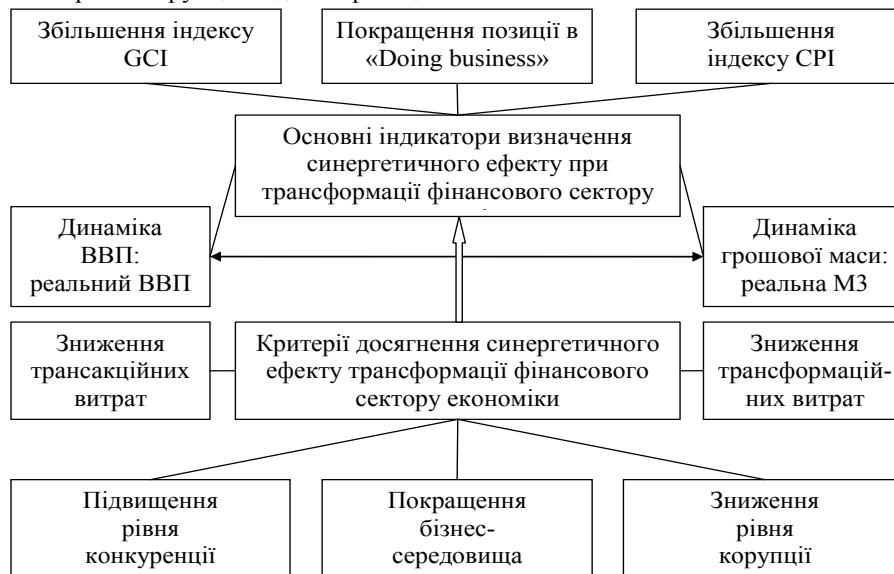 Збільшення індексу
GCI
Покращення позиції в
«Doing business»
Збільшення
індексу CPI
Основні індикатори визначення
синергетичного ефекту при
трансформації фінансового сектору
Динаміка
ВВП:
реальний ВВП
Динаміка
грошової маси:
реальна М3
Зниження
трансакційних
витрат
Критерії досягнення синергетичного
ефекту трансформації фінансового
сектору економіки
Зниження
трансформацій-
них витрат
Підвищення
рівня
конкуренції
Покращення
бізнес-
середовища
Зниження
рівня
корупції